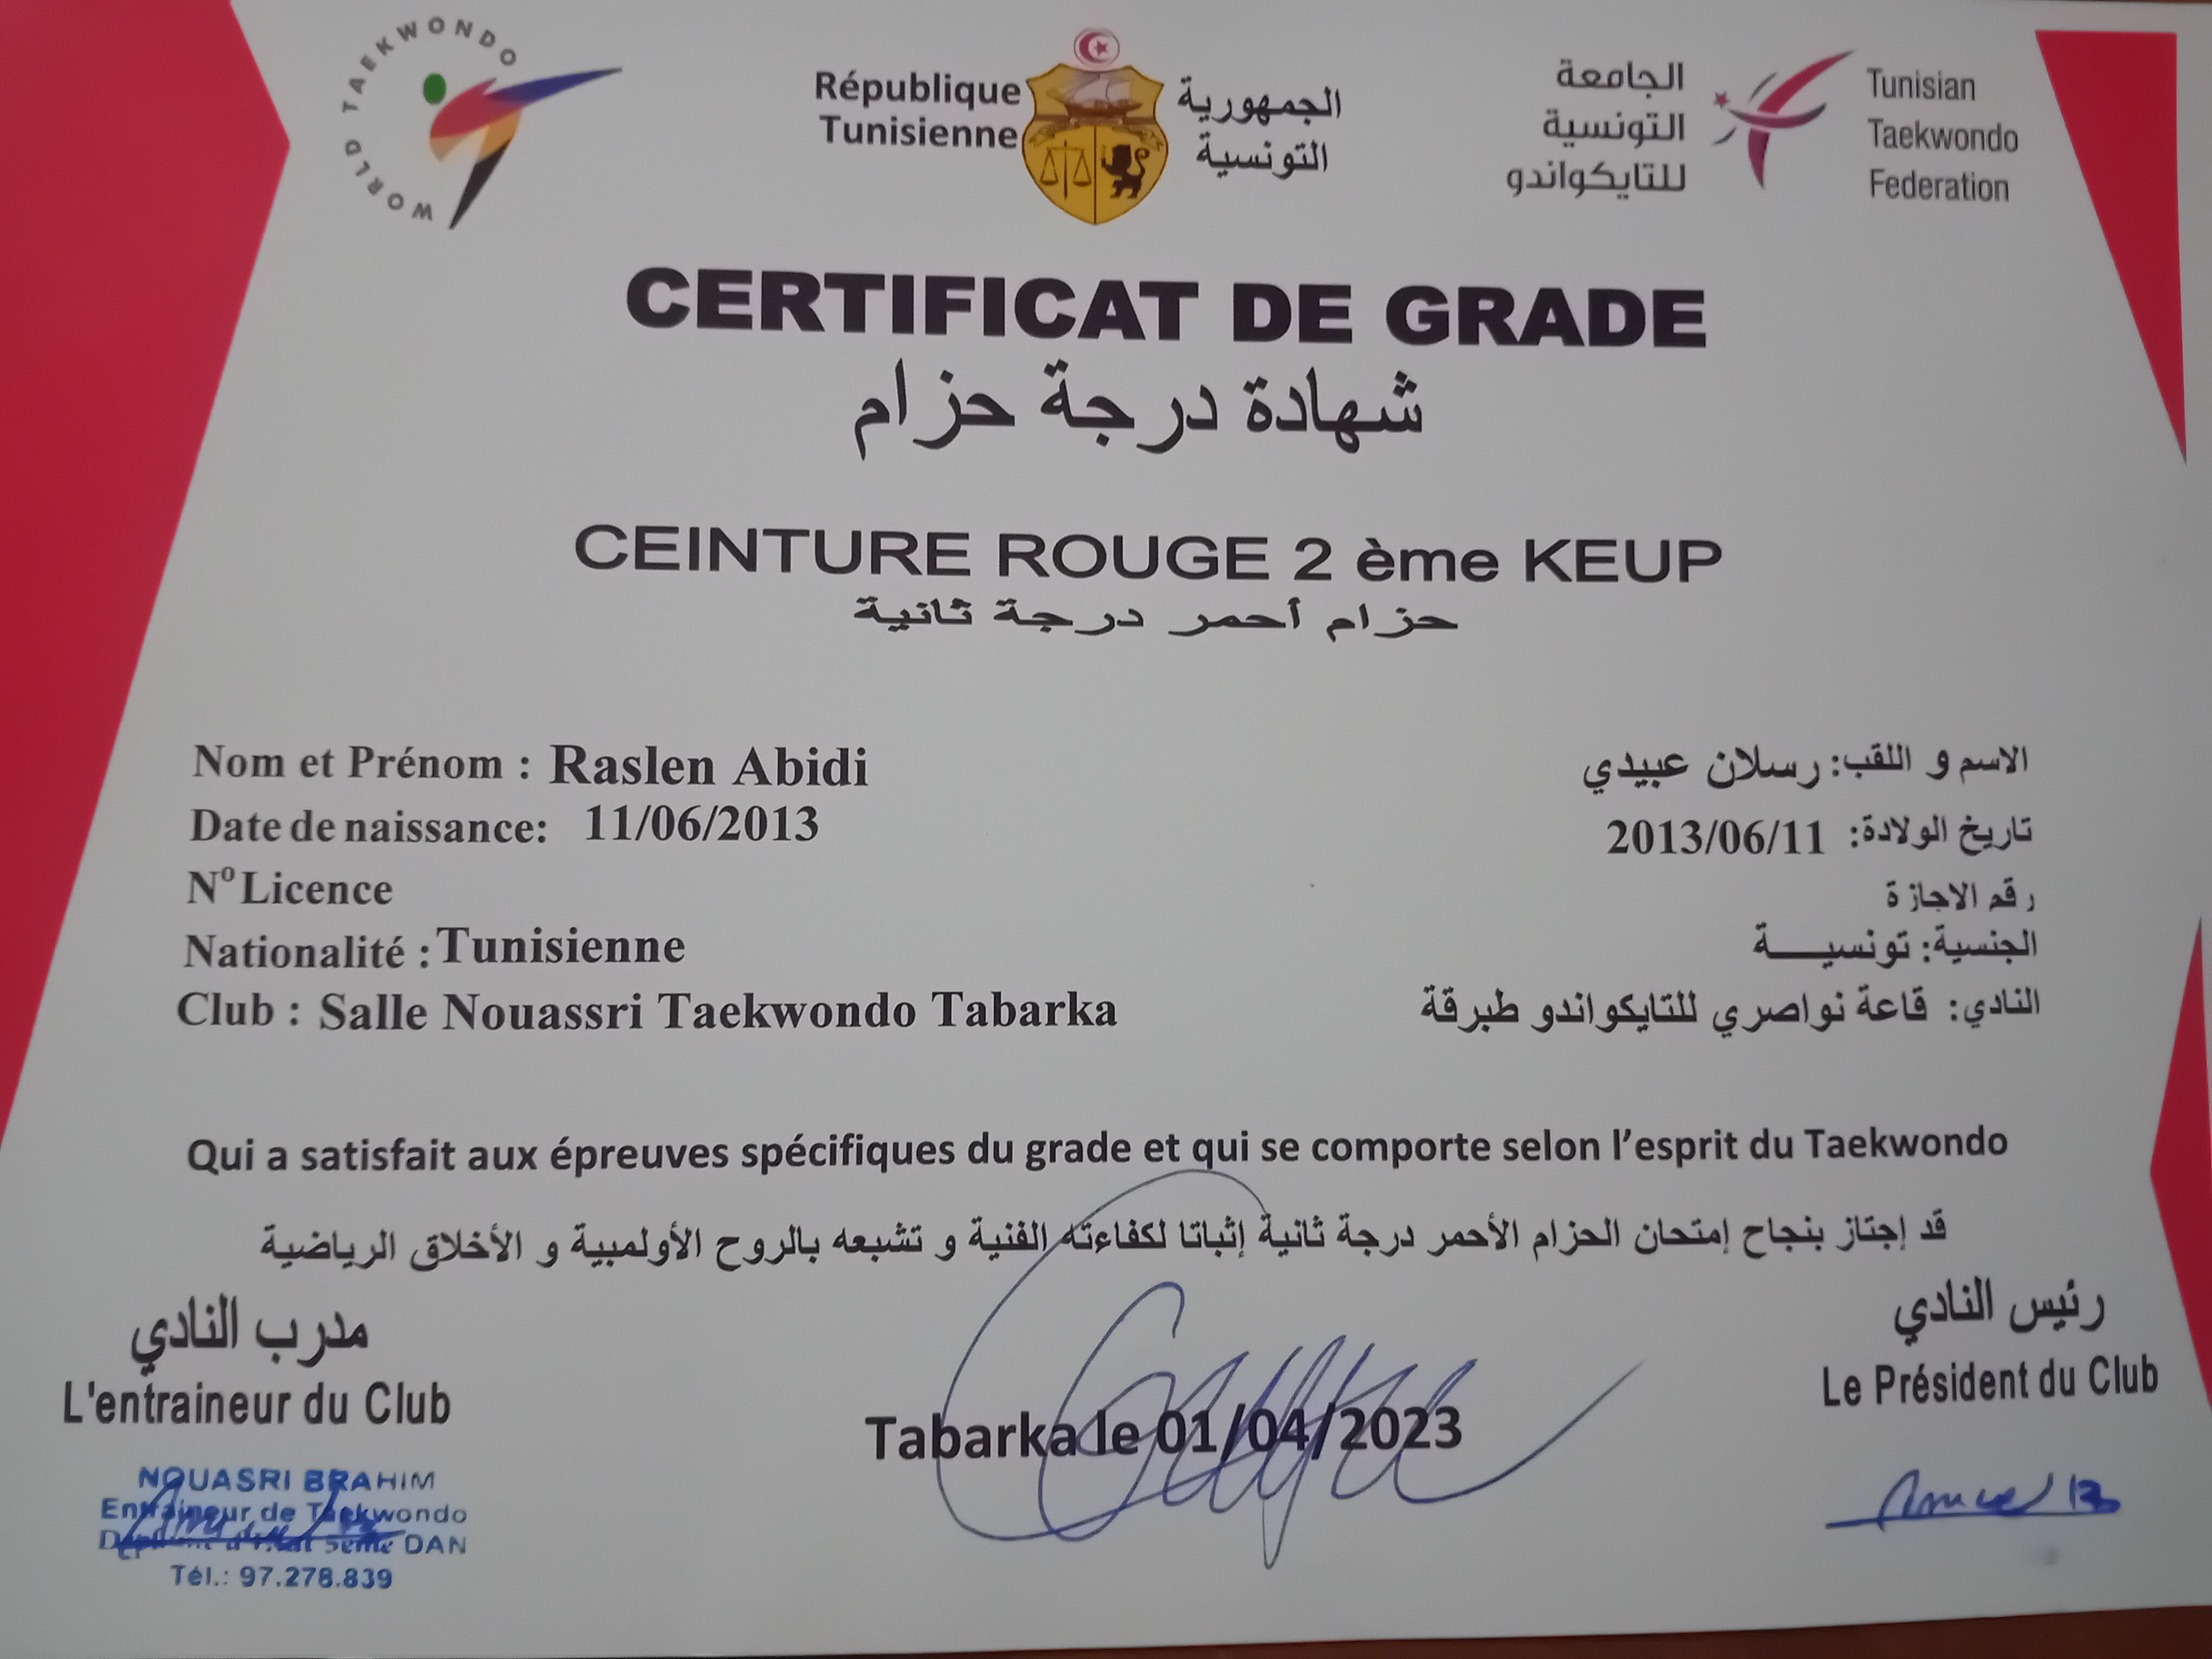 WORLD TAEKWONDO
République
Tunisienne
الجمهورية
التونسية
الجامعة
التونسية
للتايكواندو
Tunisian
Taekwondo
Federation
CERTIFICAT DE GRADE
شهادة درجة حزام
CEINTURE ROUGE 2 ème KEUP
حزام أحمر درجة ثانية
Nom et Prénom : Raslen Abidi
الاسم و اللقب: رسلان عبيدي
Date de naissance: 11/06/2013
تاريخ الولادة: 2013/06/11
N° Licence
رقم الاجازة
Nationalité : Tunisienne
الجنسية: تونسيـــة
Club : Salle Nouassri Taekwondo Tabarka
النادي: قاعة نواصري للتايكواندو طبرقة
Qui a satisfait aux épreuves spécifiques du grade et qui se comporte selon l'esprit du Taekwondo
قد إجتاز بنجاح إمتحان الحزام الأحمر درجة ثانية إثباتا لكفاءته الفنية و تشبعه بالروح الأولمبية و الأخلاق الرياضية
مدرب النادي
L'entraineur du Club
رئيس النادي
Le Président du Club
Tabarka le 01/04/2023
NOUASRI BRAHIM
Entraineur de Taekwondo
5eme DAN
Tél.: 97.278.839